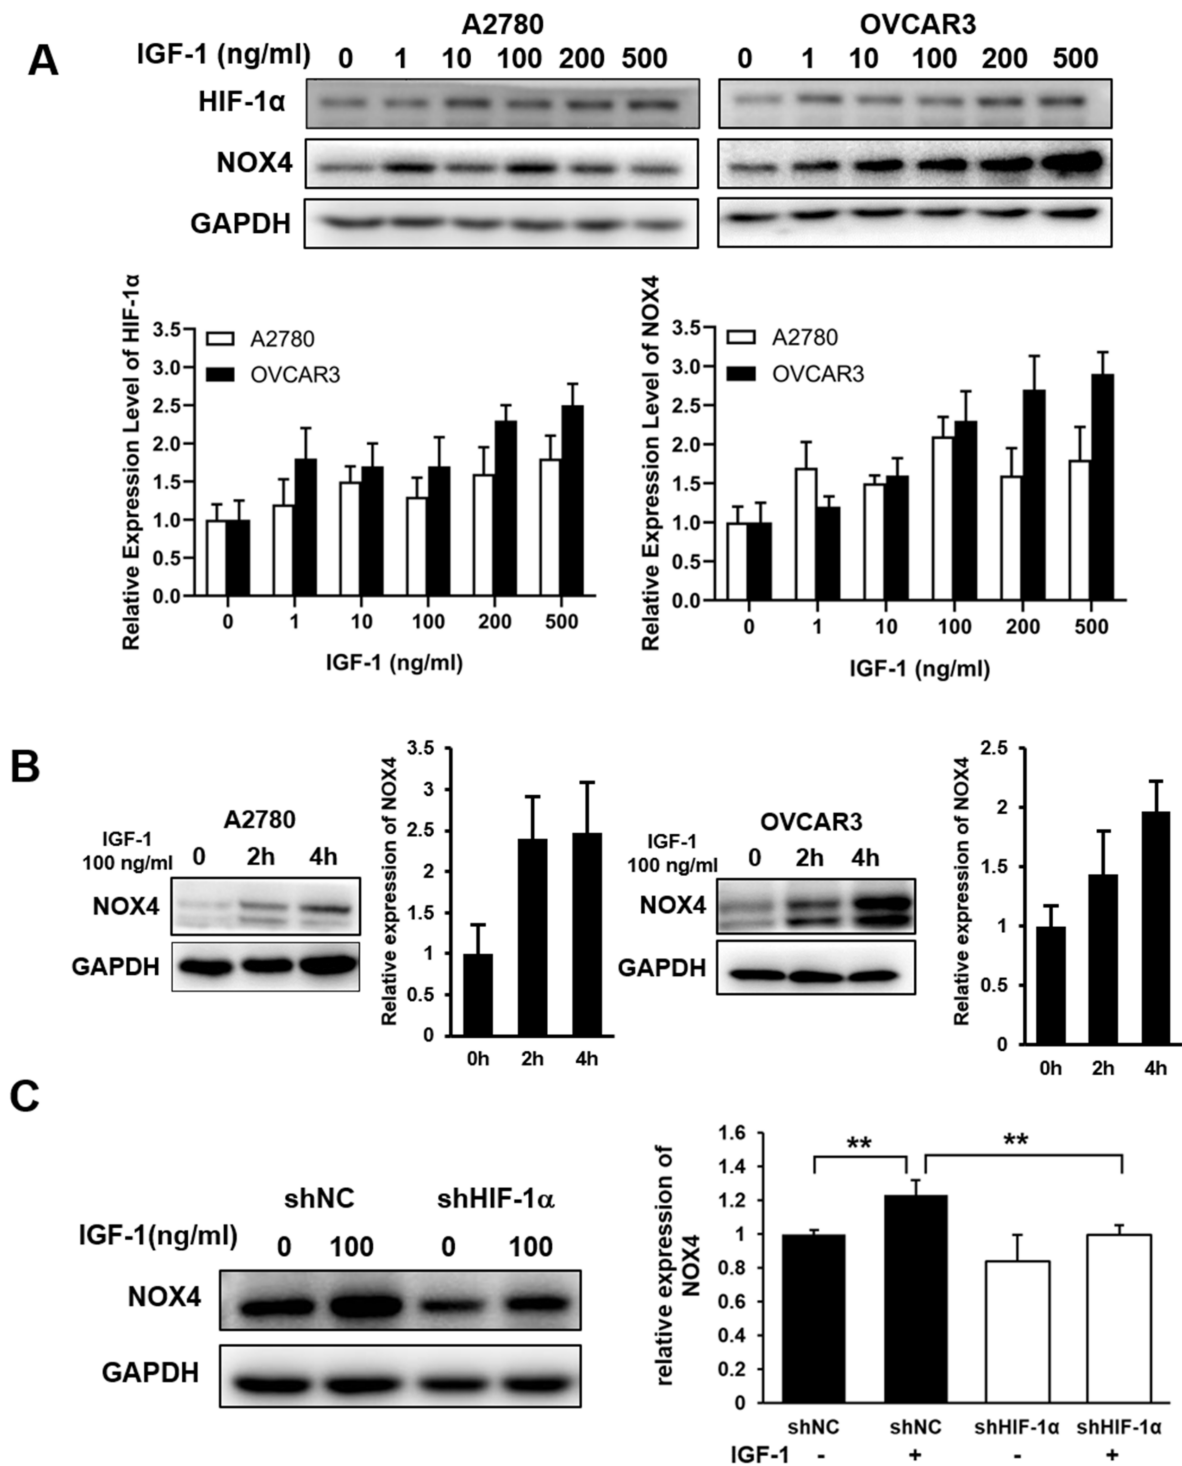 A
A2780 OVCAR3
IGF-1 (ng/ml) 0 1 10 100 200 500 0 1 10 100 200 500
HIF-1α
NOX4
GAPDH
Relative Expression Level of HIF-1α
3.5
3.0
2.5
2.0
1.5
1.0
0.5
0.0
A2780
OVCAR3
0 1 10 100 200 500
IGF-1 (ng/ml)
Relative Expression Level of NOX4
3.5
3.0
2.5
2.0
1.5
1.0
0.5
0.0
A2780
OVCAR3
0 1 10 100 200 500
IGF-1 (ng/ml)
B
A2780
IGF-1
100 ng/ml 0 2h 4h
NOX4
GAPDH
Relative expression of NOX4
3.5
3
2.5
2
1.5
1
0.5
0
0h 2h 4h
OVCAR3
IGF-1
100 ng/ml 0 2h 4h
NOX4
GAPDH
Relative expression of NOX4
2.5
2
1.5
1
0.5
0
0h 2h 4h
C
shNC shHIF-1α
IGF-1(ng/ml) 0 100 0 100
NOX4
GAPDH
relative expression of
NOX4
1.6
1.4
1.2
1
0.8
0.6
0.4
0.2
0
** **
shNC shNC shHIF-1α shHIF-1α
IGF-1 - + - +